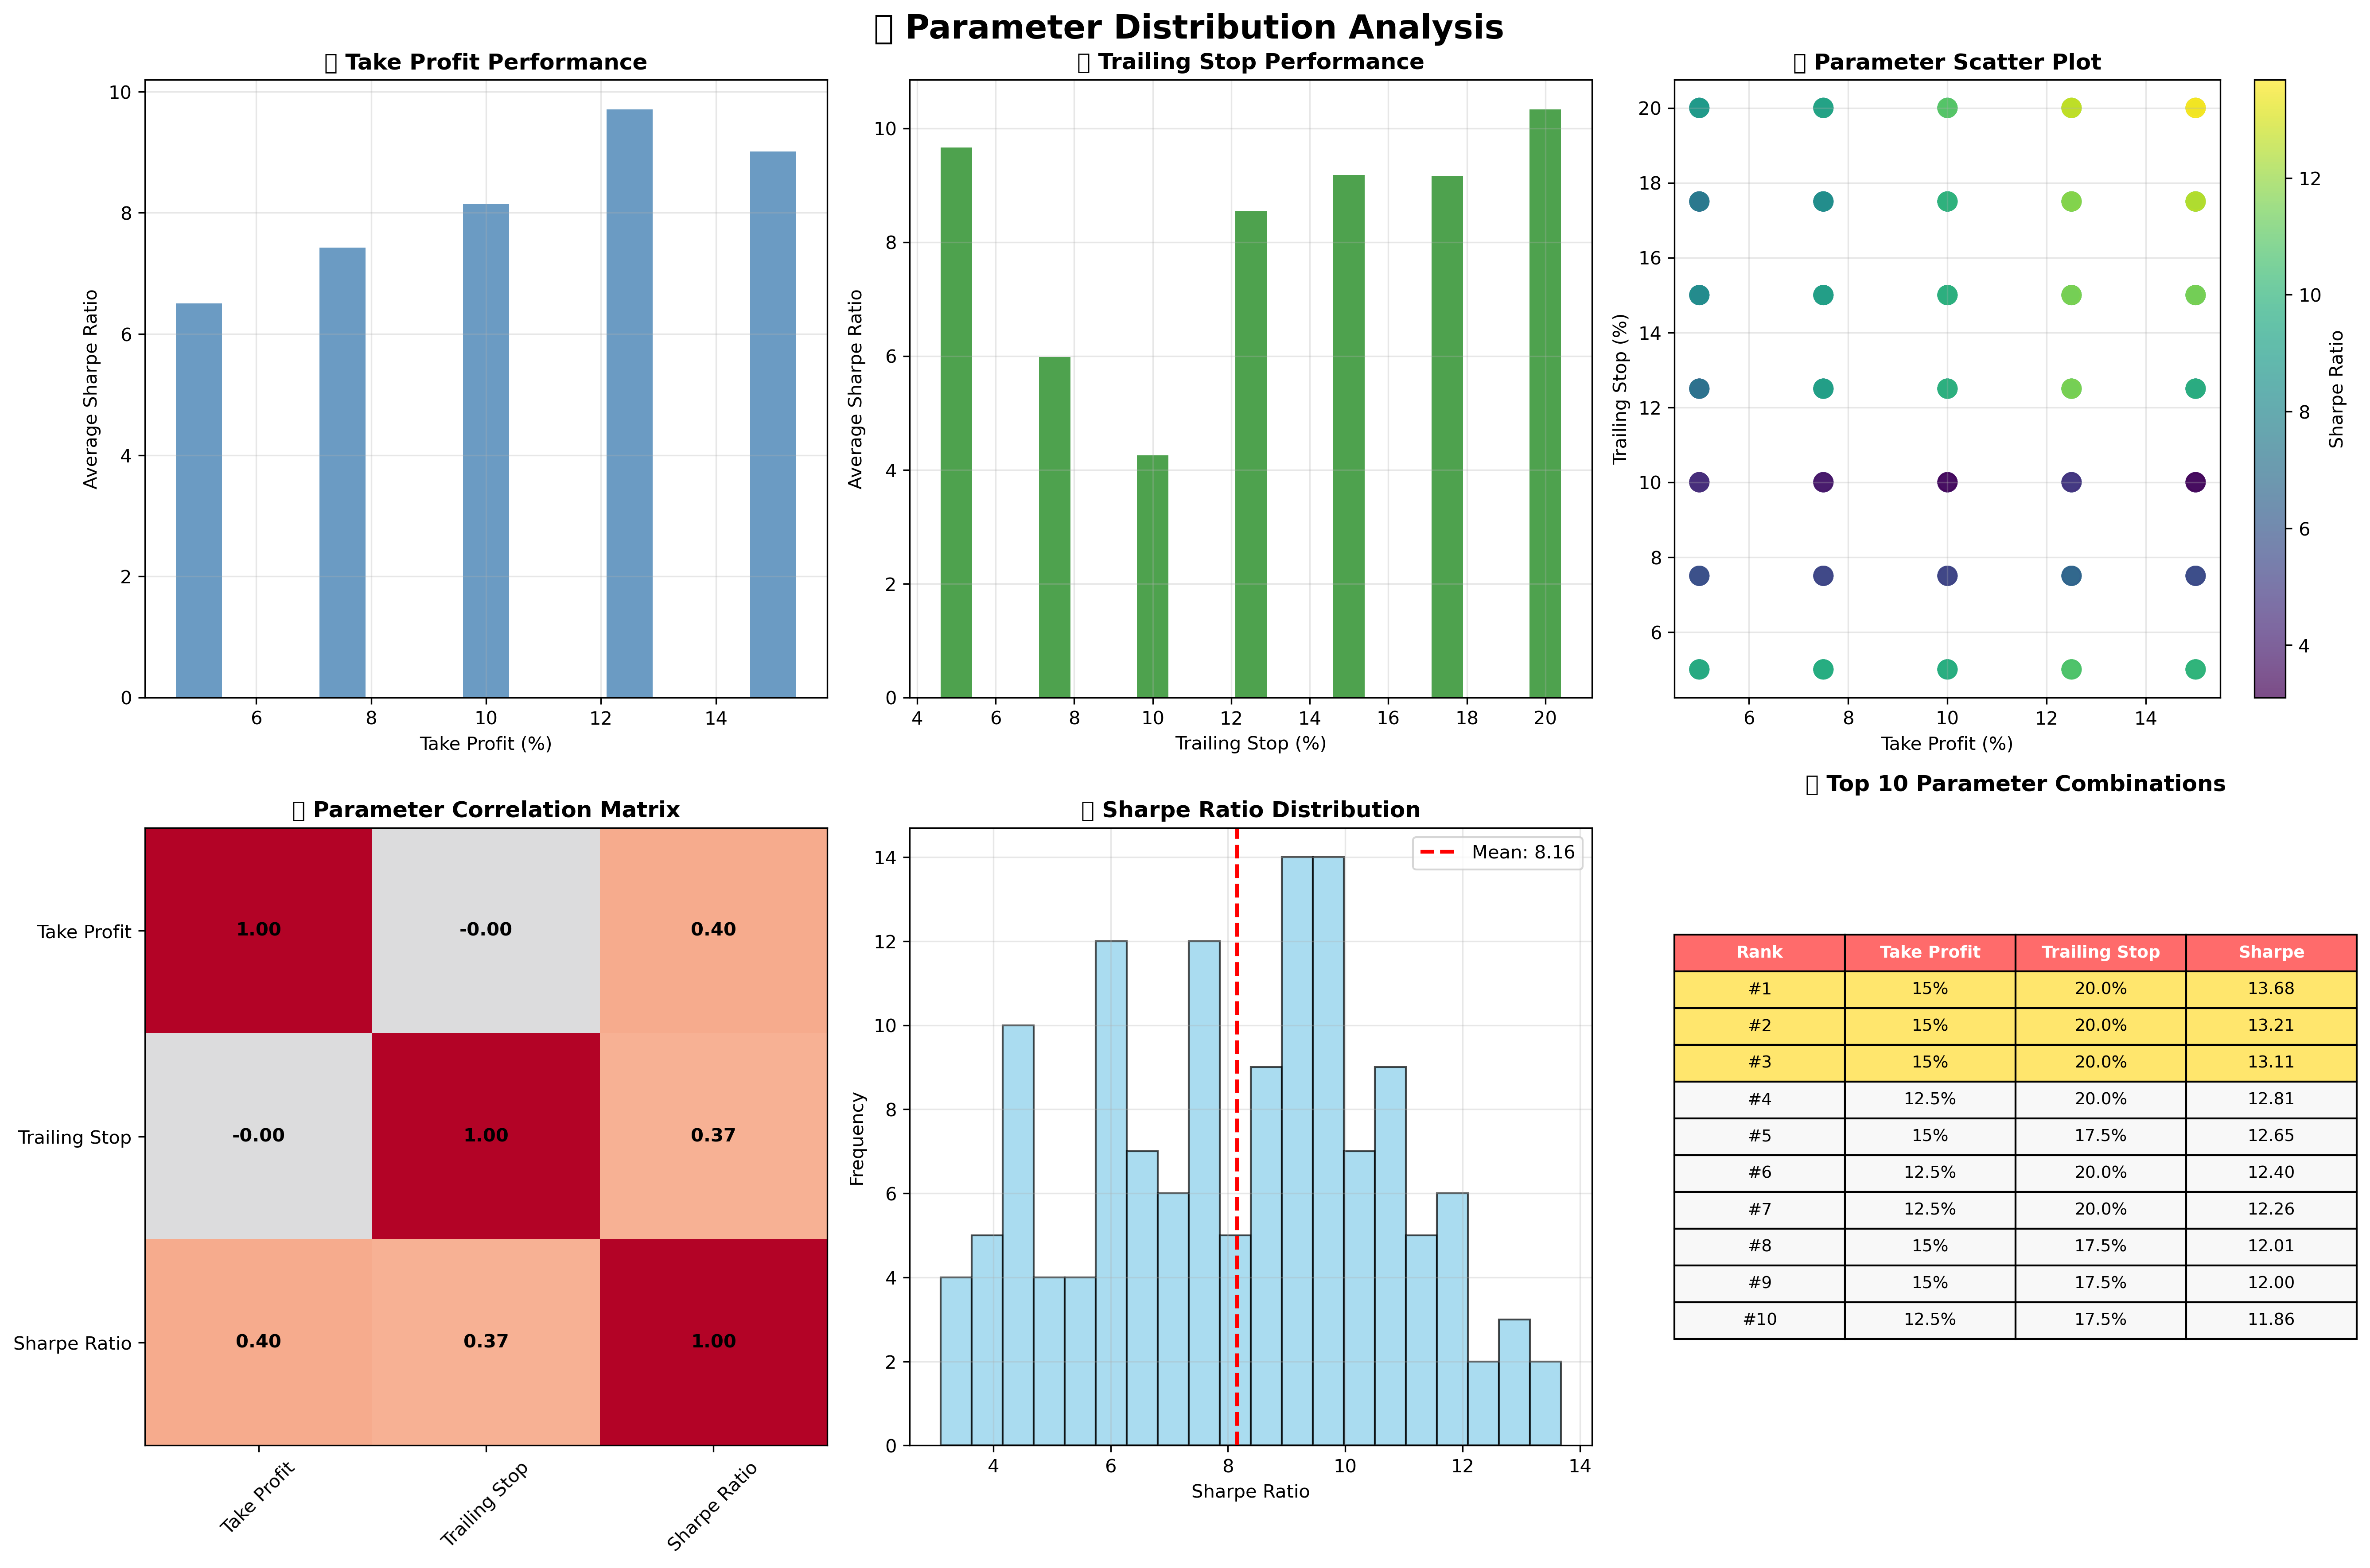 ▯ Parameter Distribution Analysis
▯ Take Profit Performance
10
8
6
4
2
0
Average Sharpe Ratio
6 8 10 12 14
Take Profit (%)
▯ Trailing Stop Performance
10
8
6
4
2
0
Average Sharpe Ratio
4 6 8 10 12 14 16 18 20
Trailing Stop (%)
▯ Parameter Scatter Plot
20
18
16
14
12
10
8
6
Trailing Stop (%)
6 8 10 12 14
Take Profit (%)
12
10
8
6
4
Sharpe Ratio
▯ Parameter Correlation Matrix
Take Profit 1.00 -0.00 0.40
Trailing Stop -0.00 1.00 0.37
Sharpe Ratio 0.40 0.37 1.00
Take Profit Trailing Stop Sharpe Ratio
▯ Sharpe Ratio Distribution
Mean: 8.16
14
12
10
8
6
4
2
0
Frequency
4 6 8 10 12 14
Sharpe Ratio
▯ Top 10 Parameter Combinations
Rank Take Profit Trailing Stop Sharpe
#1 15% 20.0% 13.68
#2 15% 20.0% 13.21
#3 15% 20.0% 13.11
#4 12.5% 20.0% 12.81
#5 15% 17.5% 12.65
#6 12.5% 20.0% 12.40
#7 12.5% 20.0% 12.26
#8 15% 17.5% 12.01
#9 15% 17.5% 12.00
#10 12.5% 17.5% 11.86